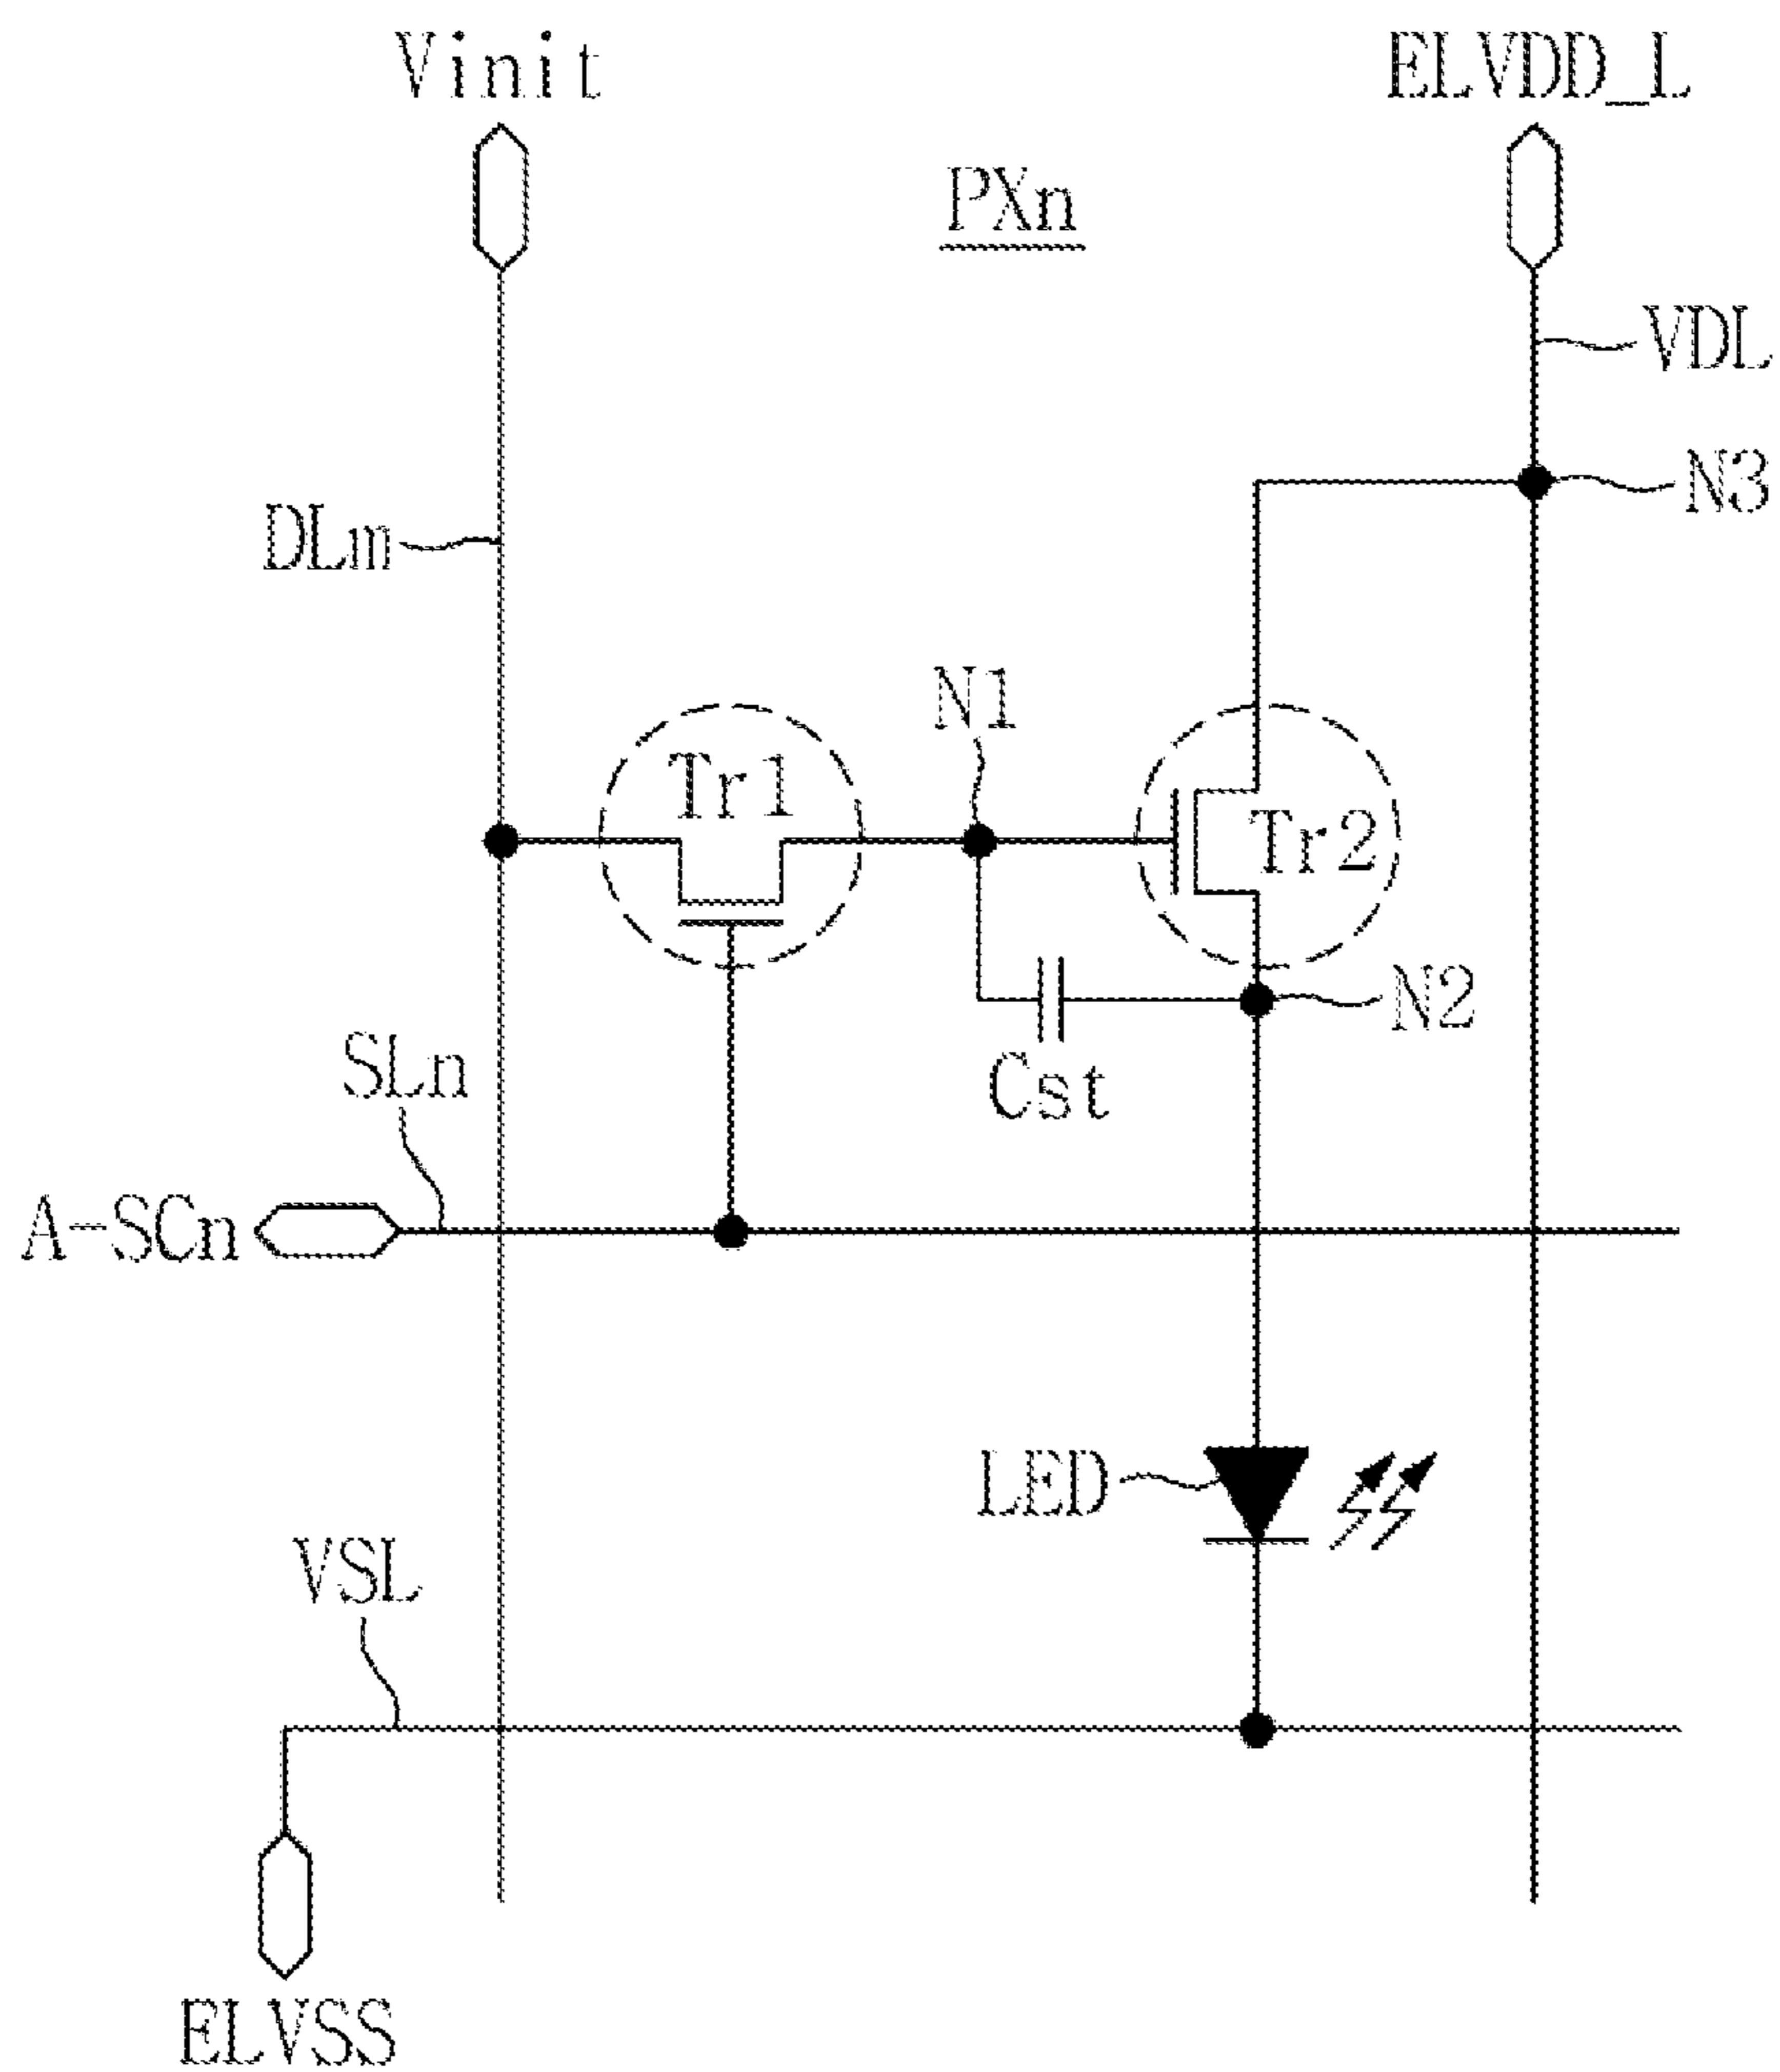 Vinit
ELVDD_L
PXn
VDL
N3
DLm
N1
Tr1
Tr2
N2
SLn
Cst
A-SCn
LED
VSL
ELVSS